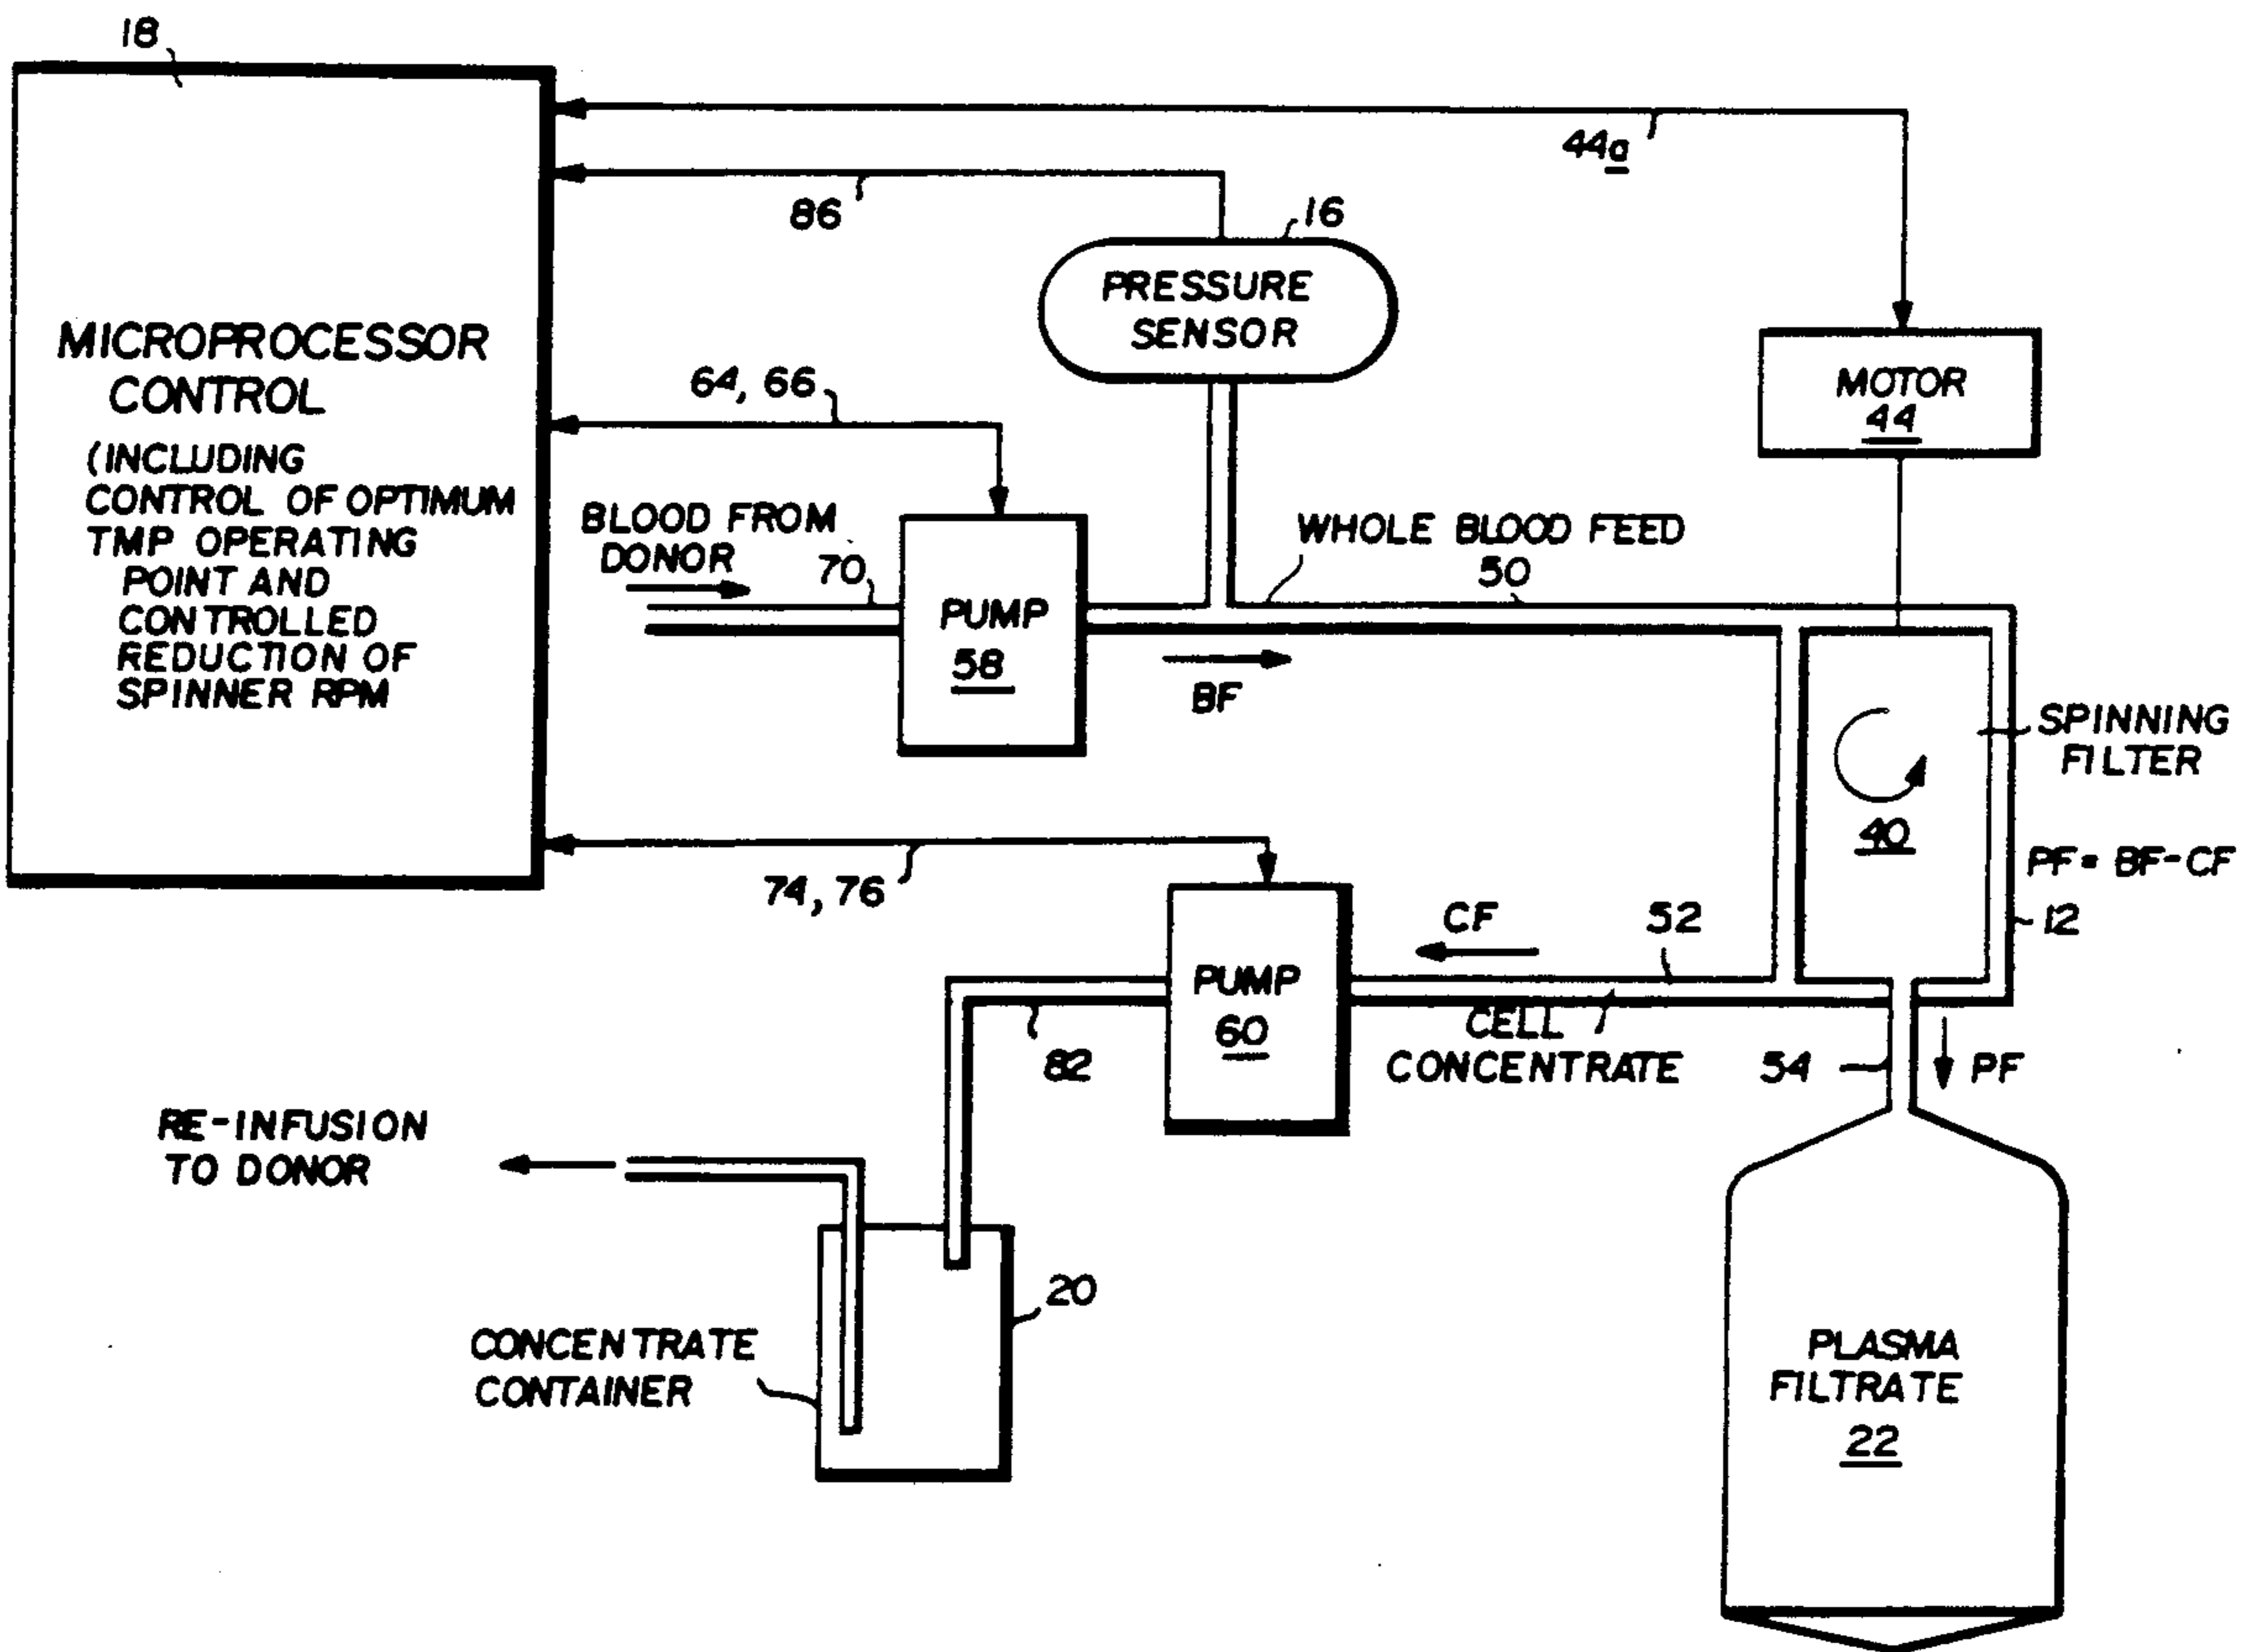 18
44a
86
16
PRESSURE
SENSOR
MICROPROCESSOR
CONTROL
(INCLUDING
CONTROL OF OPTIMUM
TMP OPERATING
POINT AND
CONTROLLED
REDUCTION OF
SPINNER RPM
64, 66
MOTOR
44
BLOOD FROM
DONOR
70
PUMP
58
WHOLE BLOOD FEED
50
BF
SPINNING
FILTER
40
PF = BF-CF
12
74, 76
CF
52
PUMP
60
CELL
CONCENTRATE
82
54
PF
RE-INFUSION
TO DONOR
20
CONCENTRATE
CONTAINER
PLASMA
FILTRATE
22